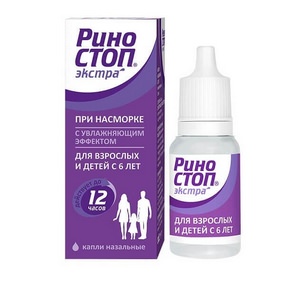 Рино
СТОП®
экстра
ПРИ НАСМОРКЕ
С УВЛАЖНЯЮЩИМ
ЭФФЕКТОМ
ДЛЯ ВЗРОСЛЫХ
И ДЕТЕЙ С 6 ЛЕТ
12
часов
капли назальные
Рино
СТОП®
экстра
ДЛЯ ВЗРОСЛЫХ
И ДЕТЕЙ С 6 ЛЕТ